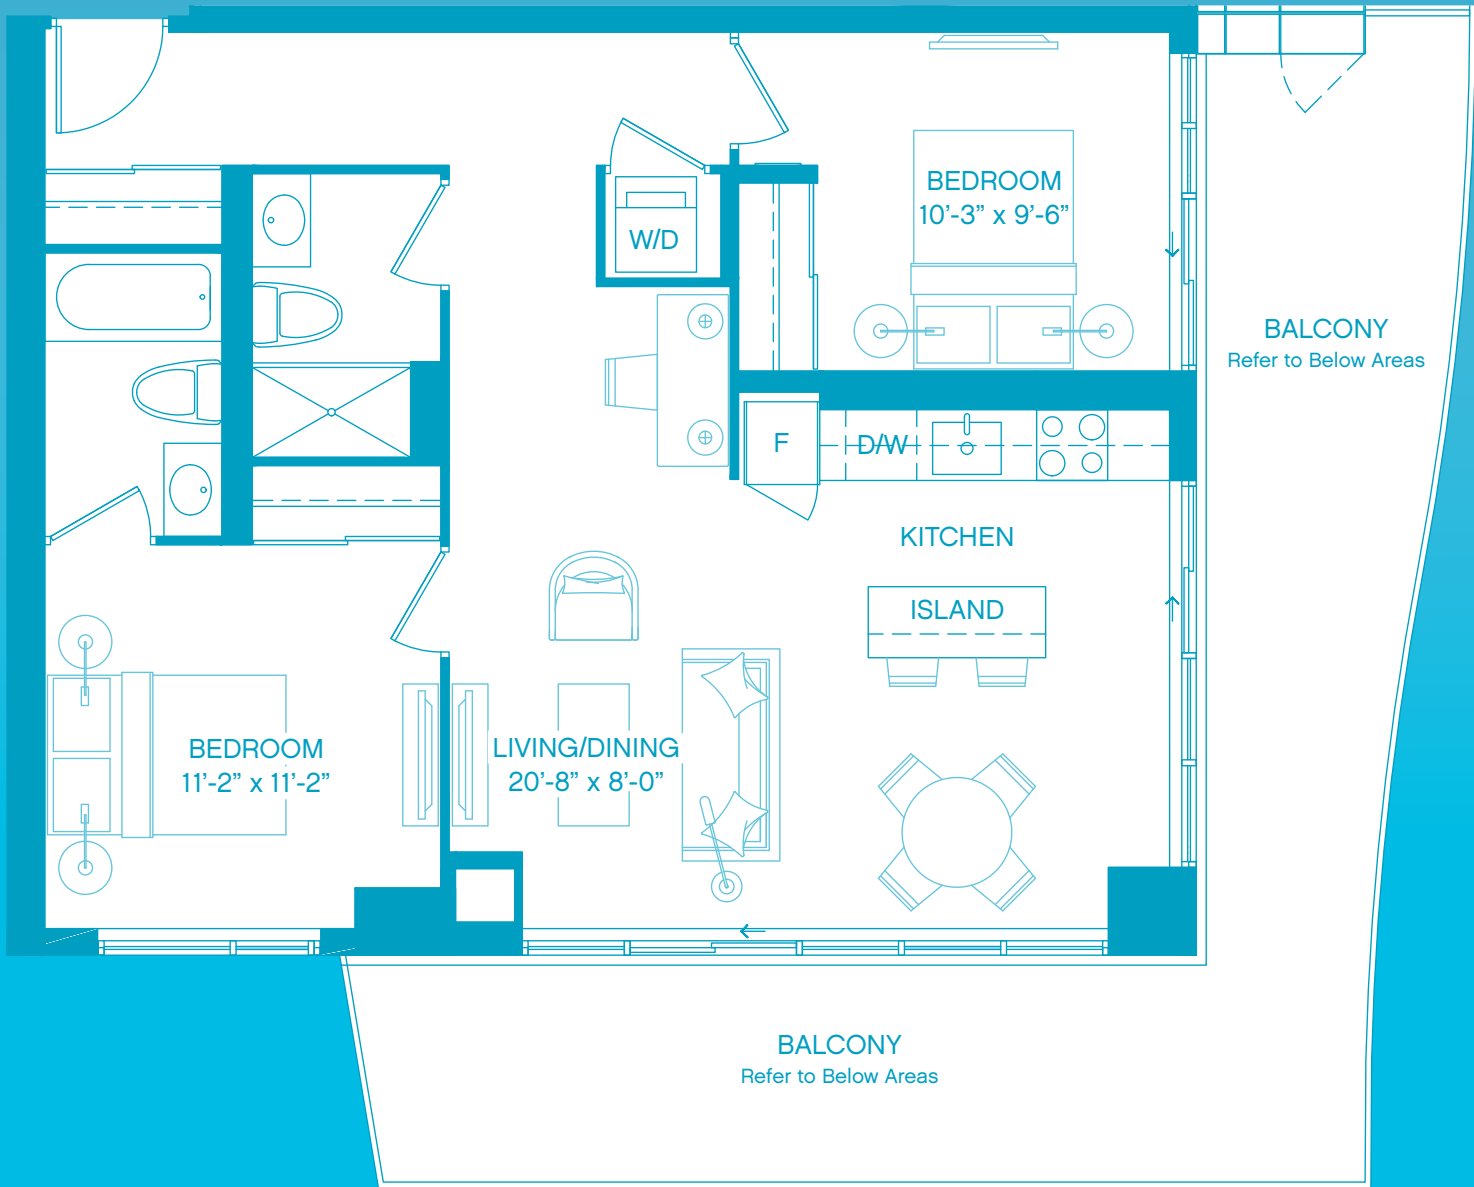 BEDROOM
10’-3” x 9’-6”
W/D
BALCONY
Refer to Below Areas
F
D/W
KITCHEN
ISLAND
BEDROOM
11’-2” x 11’-2”
LIVING/DINING
20’-8” x 8’-0”
BALCONY
Refer to Below Areas